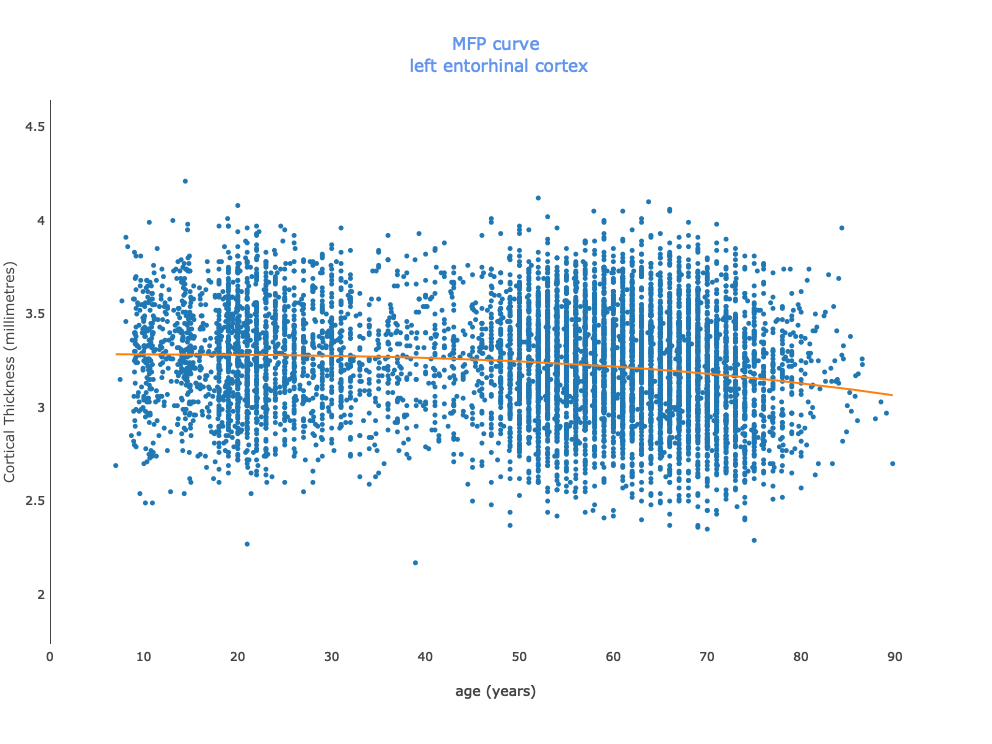 MFP curve
left entorhinal cortex
Cortical Thickness (millimetres)
4.5
4
3.5
3
2.5
2
0 10 20 30 40 50 60 70 80 90
age (years)